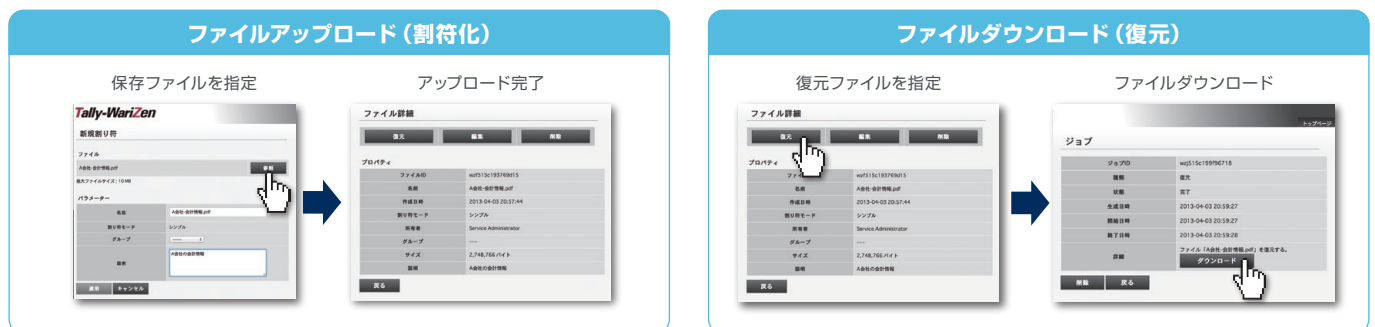 ファイルアップロード（割符化）
保存ファイルを指定
アップロード完了
Tally-WariZen
新規割り符
ファイル
A会社-会計情報.pdf
参照
最大ファイルサイズ：10 MB
パラメーター
名前 A会社-会計情報.pdf
割り符モード シンプル
グループ ------
説明 A会社の会計情報
適用 キャンセル
ファイル詳細
復元 編集 削除
プロパティ
ファイルID wzf515c193769d15
名前 A会社-会計情報.pdf
作成日時 2013-04-03 20:57:44
割り符モード シンプル
所有者 Service Administrator
グループ ----
サイズ 2,748,766 バイト
説明 A会社の会計情報
戻る
ファイルダウンロード（復元）
復元ファイルを指定
ファイルダウンロード
ファイル詳細
復元 編集 削除
プロパティ
ファイ
wzf515c193769d15
名前 A会社-会計情報.pdf
作成日時 2013-04-03 20:57:44
割り符モード シンプル
所有者 Service Administrator
グループ ----
サイズ 2,748,766 バイト
説明 A会社の会計情報
戻る
トップページ
ジョブ
ジョブID wzj515c199f96718
種類 復元
状態 完了
生成日時 2013-04-03 20:59:27
開始日時 2013-04-03 20:59:27
終了日時 2013-04-03 20:59:28
詳細 ファイル「A会社-会計情報.pdf」を復元する。
ダウンロード
削除 戻る